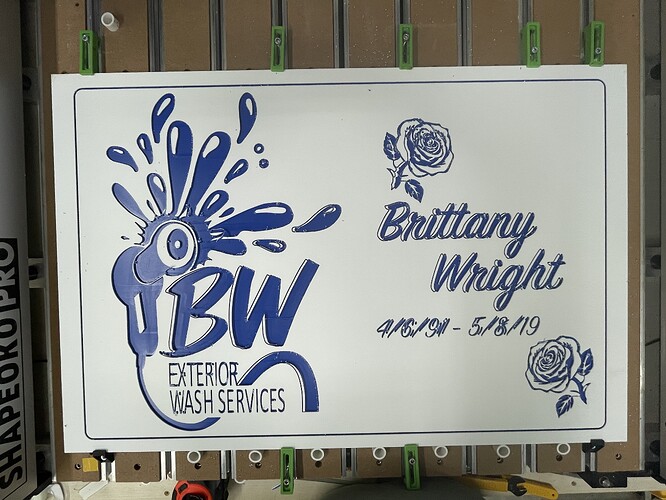 BW
EXTERIOR
WASH SERVICES
Brittany
Wright
4/6/91 - 5/8/19
SHAPEOKO PRO